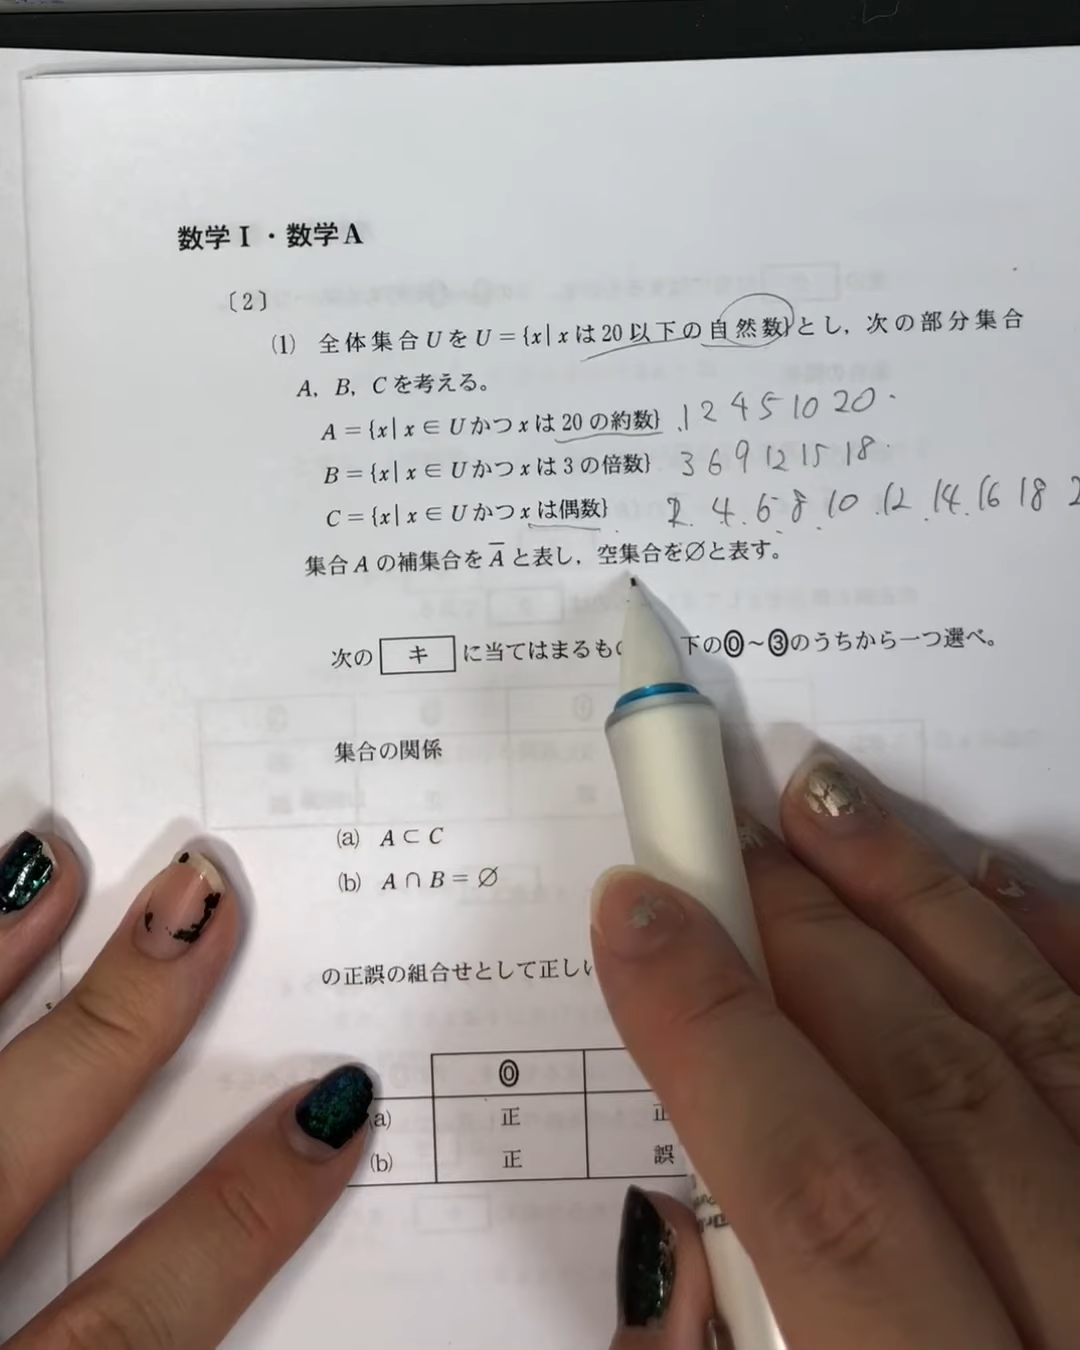 数学Ⅰ・数学A
〔2〕
(1) 全体集合UをU={x|xは20以下の自然数}とし，次の部分集合
A，B，Cを考える。
A={x|x∈Uかつxは20の約数} 1 2 4 5 10 20
B={x|x∈Uかつxは3の倍数} 3 6 9 12 15 18
C={x|x∈Uかつxは偶数} 2 4 6 8 10 12 14 16 18 2
集合Aの補集合をA̅と表し，空集合を∅と表す。
次の キ に当てはまるも 下の⓪～③のうちから一つ選べ。
集合の関係
(a) A⊂C
(b) A∩B=∅
の正誤の組合せとして正し
⓪
(a) 正 正
(b) 正 誤